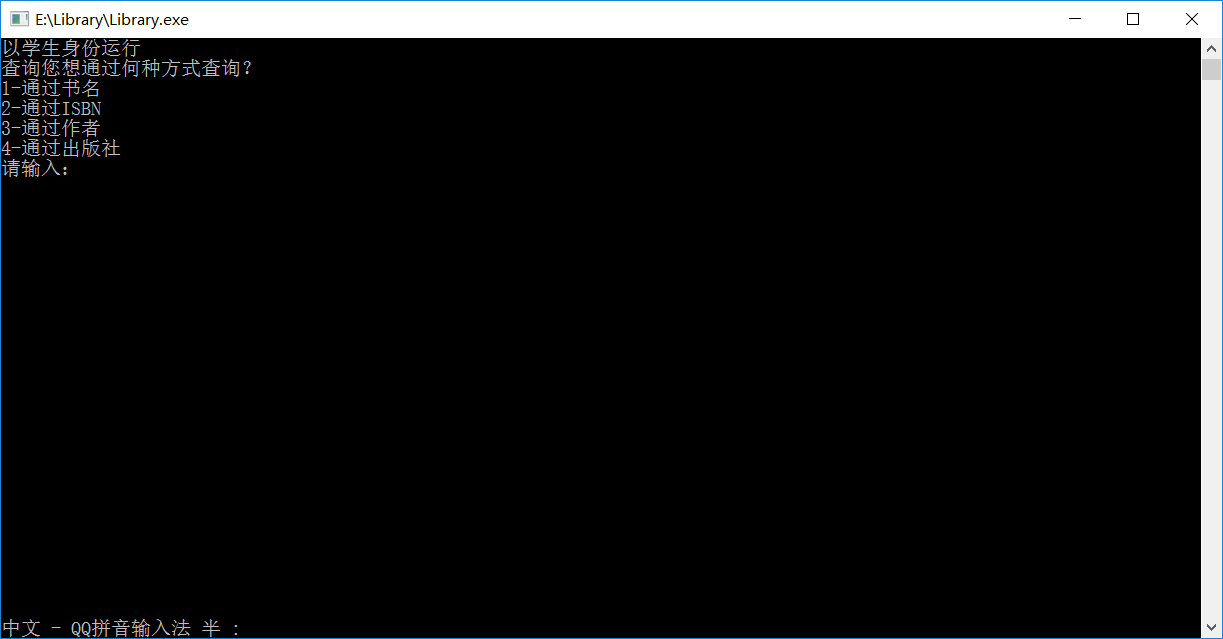 E:\Library\Library.exe
以学生身份运行
查询您想通过何种方式查询？
1-通过书名
2-通过ISBN
3-通过作者
4-通过出版社
请输入：
中文 - QQ拼音输入法 半 ：